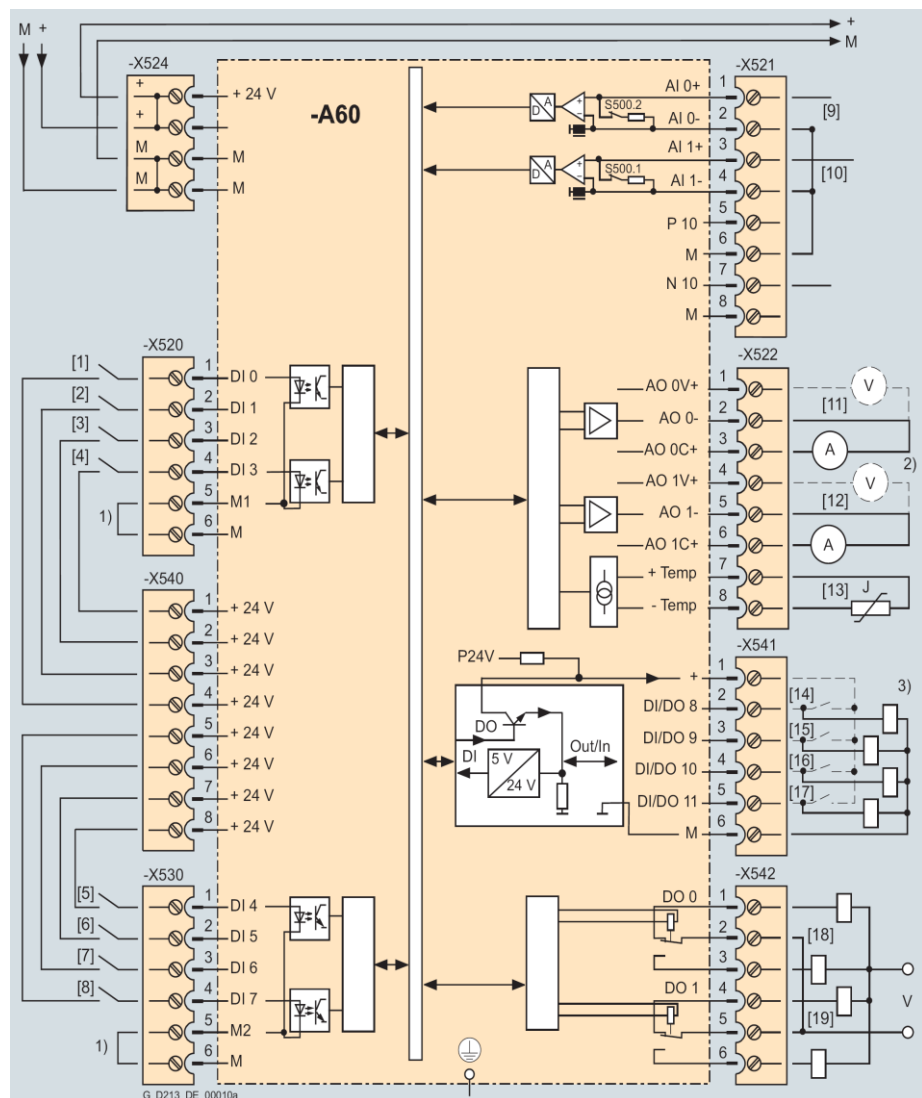 M +
+
M
-X524
+
+ 24 V
+
M
M
M
M
-A60
-X521
AI 0+ 1
S500.2
D A
+
-
AI 0- 2
[9]
AI 1+ 3
S500.1
D A
+
-
AI 1- 4
[10]
P 10 5
M 6
N 10 7
M 8
-X520
[1] 1 DI 0
[2] 2 DI 1
[3] 3 DI 2
[4] 4 DI 3
1) 5 M1
6 M
-X522
AO 0V+ 1 V
AO 0- 2 [11]
AO 0C+ 3 A
2)
AO 1V+ 4 V
AO 1- 5 [12]
AO 1C+ 6 A
+ Temp 7
- Temp 8 [13] J
-X540
1 + 24 V
2 + 24 V
3 + 24 V
4 + 24 V
5 + 24 V
6 + 24 V
7 + 24 V
8 + 24 V
-X541
P24V
+ 1
3)
DI/DO 8 2 [14]
DI/DO 9 3 [15]
DI/DO 10 4 [16]
DI/DO 11 5 [17]
M 6
DO
DI
5 V
24 V
Out/In
-X530
[5] 1 DI 4
[6] 2 DI 5
[7] 3 DI 6
[8] 4 DI 7
1) 5 M2
6 M
-X542
DO 0 1
2 [18]
3
DO 1 4
V
5 [19]
6
G_D213_DE_00010a